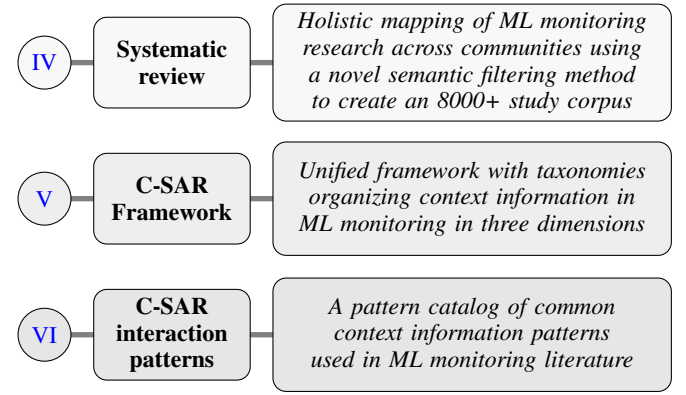 IV
Systematic
review
Holistic mapping of ML monitoring
research across communities using
a novel semantic filtering method
to create an 8000+ study corpus
V
C-SAR
Framework
Unified framework with taxonomies
organizing context information in
ML monitoring in three dimensions
VI
C-SAR
interaction
patterns
A pattern catalog of common
context information patterns
used in ML monitoring literature